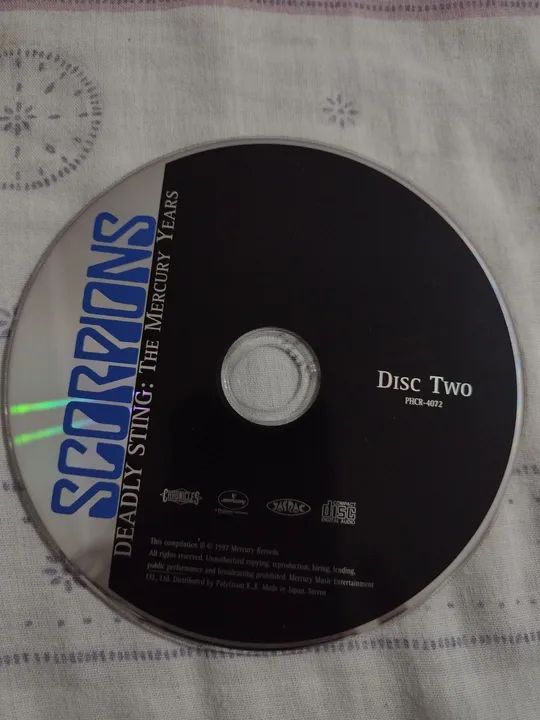 SCORPIONS
DEADLY STING: THE MERCURY YEARS
DISC TWO
PHCR-4072
CHRONICLES
mercury
JASRAC
COMPACT
disc
DIGITAL AUDIO
This compilation ℗ © 1997 Mercury Records
All rights reserved. Unauthorized copying, reproduction, hiring, lending,
public performance and broadcasting prohibited. Mercury Music Entertainment
CO., Ltd. Distributed by PolyGram K.K. Made in Japan.